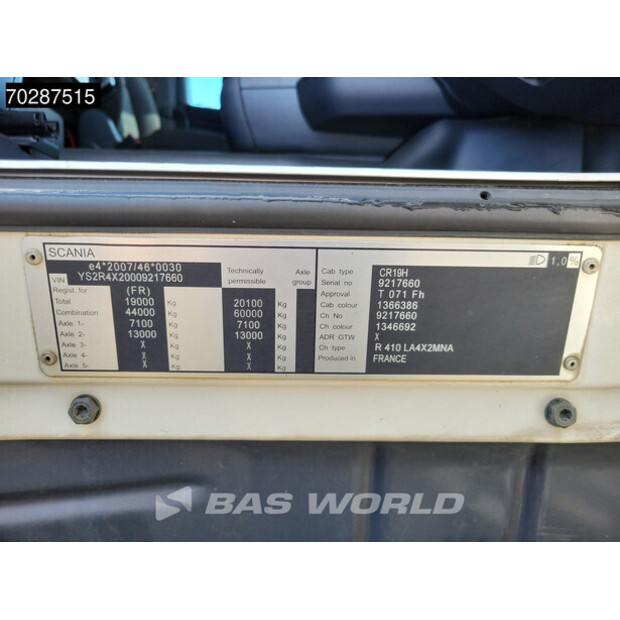 70287515
SCANIA
e4*2007/46*0030
VIN YS2R4X20009217660
Regist. for (FR)
Technically permissible
Axle group
Total 19000 Kg 20100 Kg
Combination 44000 Kg 60000 Kg
Axle 1- 7100 Kg 7100 Kg
Axle 2- 13000 Kg 13000 Kg
Axle 3- X Kg X Kg
Axle 4- X Kg X Kg
Axle 5- X Kg X Kg
Cab type CR19H
Serial no 9217660
Approval T 071 Fh
Cab colour 1366386
Ch No 9217660
Ch colour 1346692
ADR GTW X
Ch type R 410 LA4X2MNA
Produced in FRANCE
1,0%
BAS WORLD